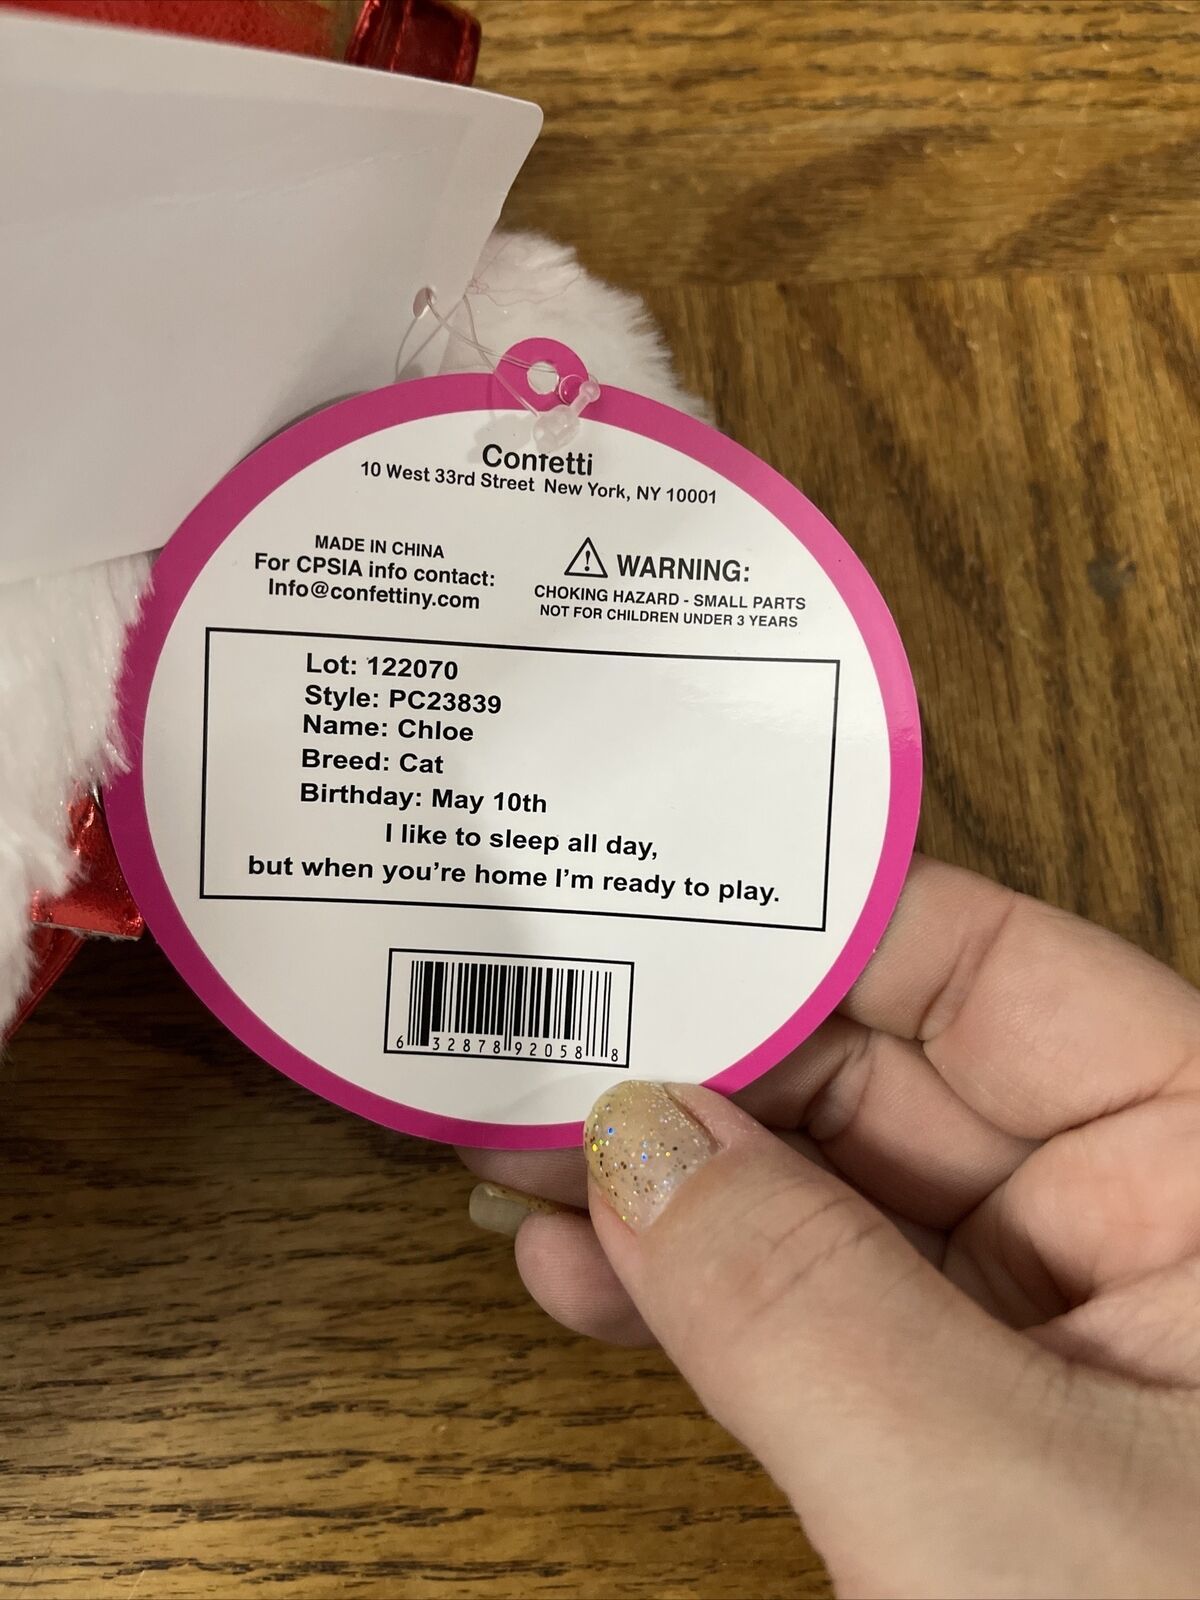 Confetti
10 West 33rd Street New York, NY 10001
MADE IN CHINA
For CPSIA info contact:
Info@confettiny.com
WARNING:
CHOKING HAZARD - SMALL PARTS
NOT FOR CHILDREN UNDER 3 YEARS
Lot: 122070
Style: PC23839
Name: Chloe
Breed: Cat
Birthday: May 10th
I like to sleep all day,
but when you're home I'm ready to play.
6 32878 92058 8